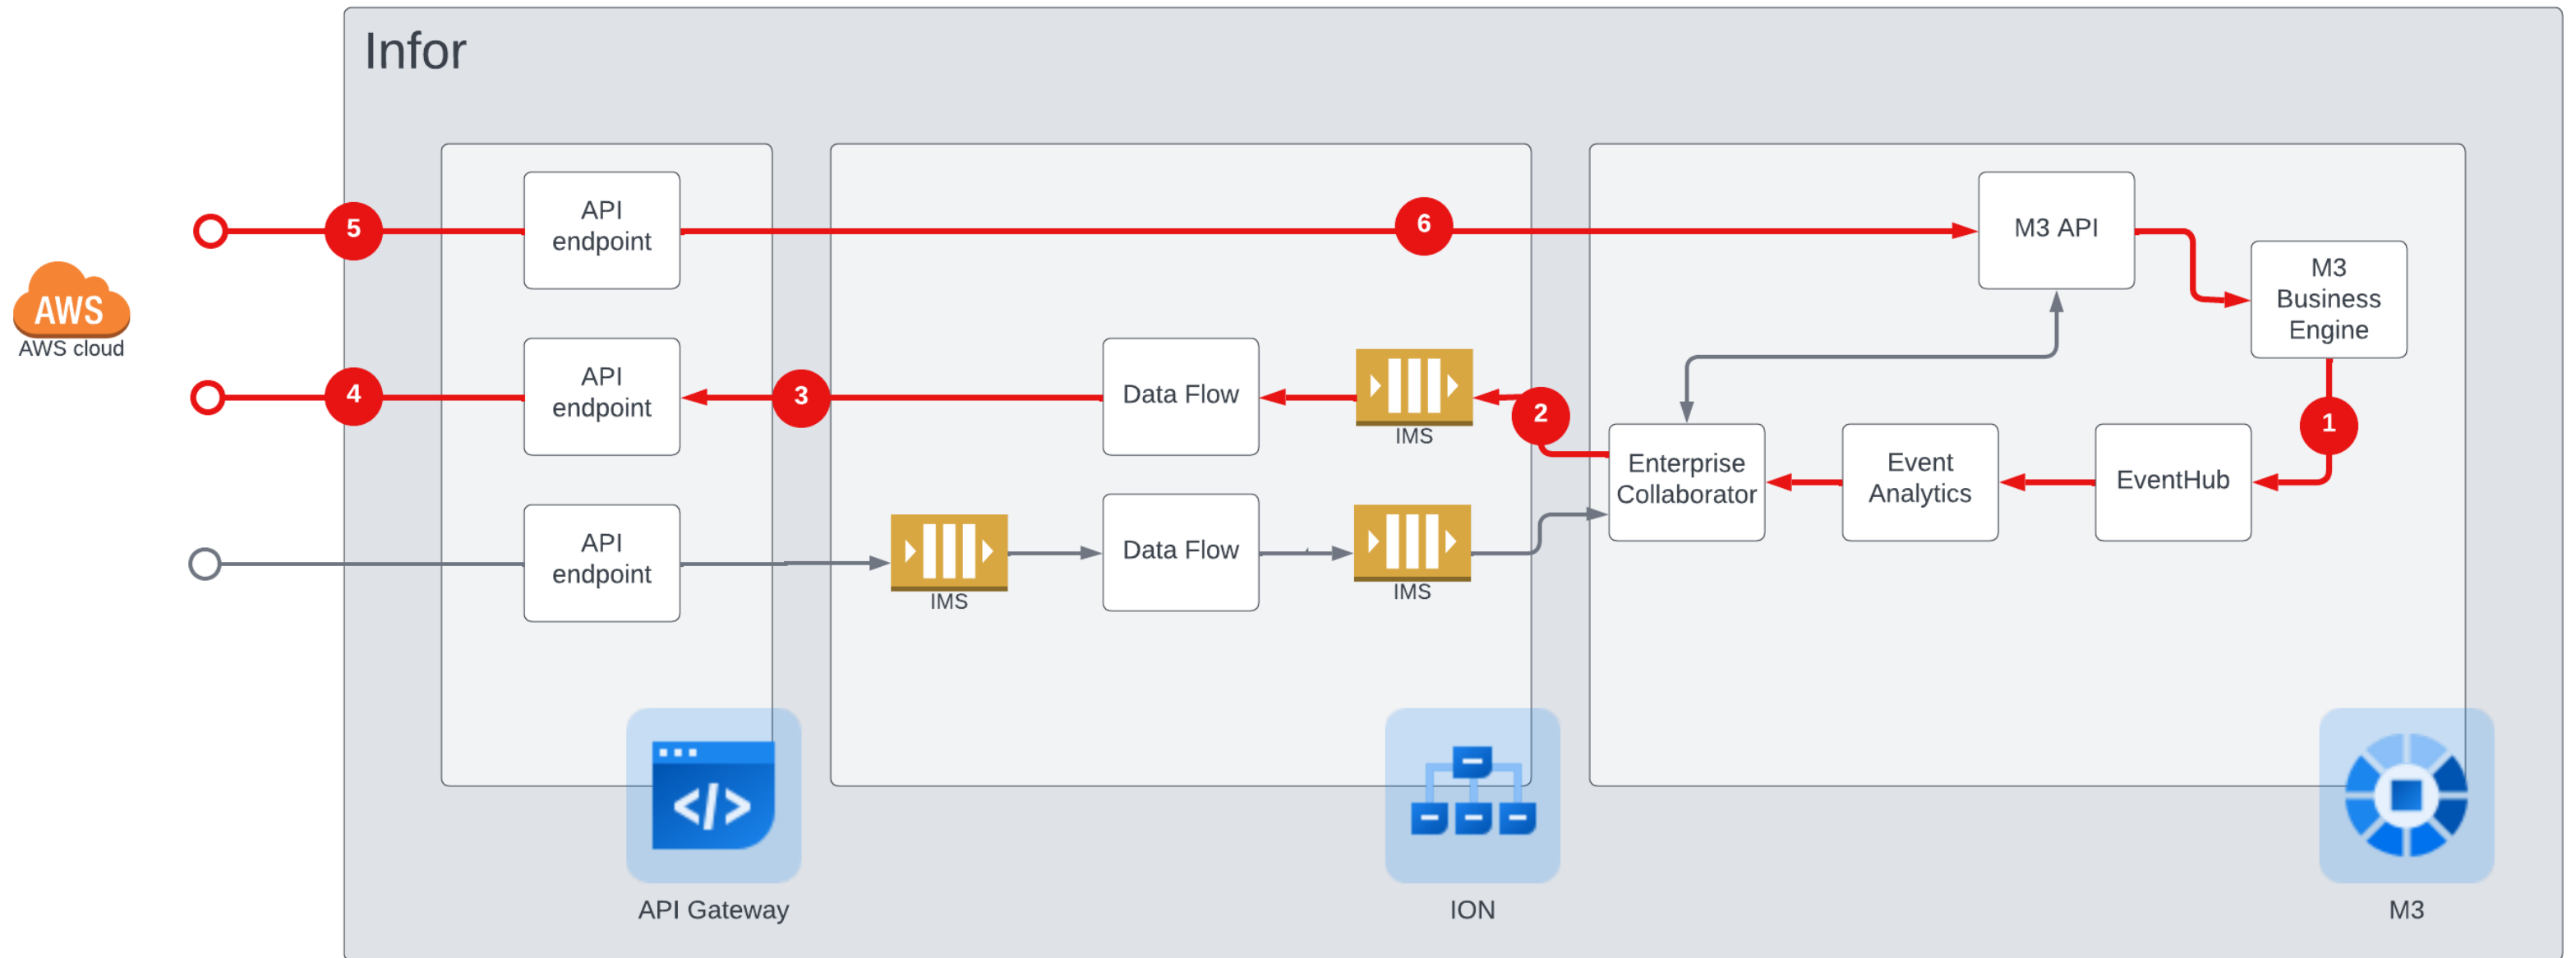 Infor
API
endpoint
5
6
M3 API
M3
Business
Engine
AWS
AWS cloud
API
endpoint
4
3
Data Flow
IMS
2
1
Enterprise
Collaborator
Event
Analytics
EventHub
API
endpoint
IMS
Data Flow
IMS
</>
API Gateway
ION
M3